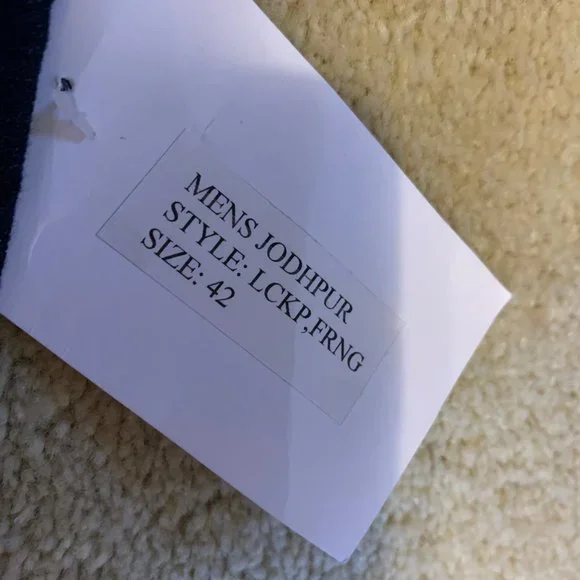 MENS JODHPUR
STYLE: LCKP,FRNG
SIZE: 42